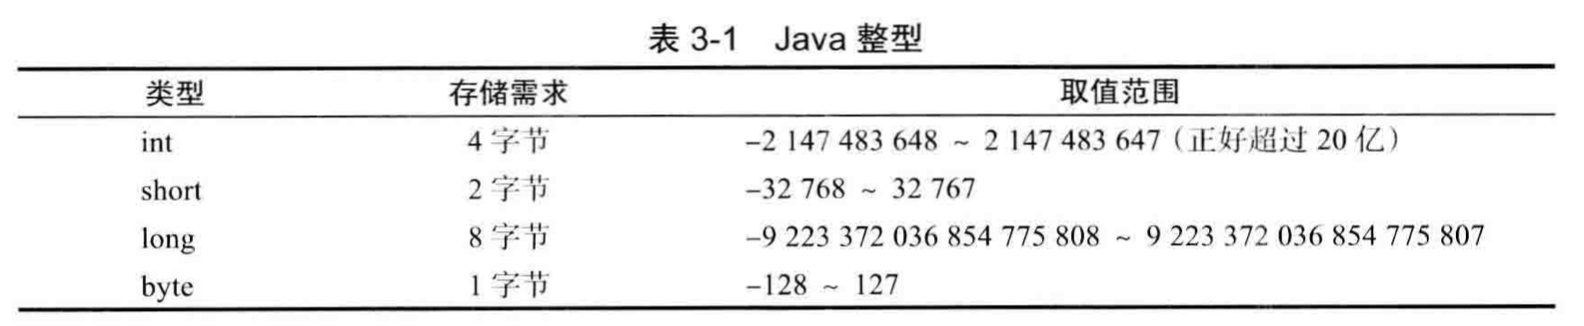 表 3-1 Java 整型
类型 存储需求 取值范围
int 4 字节 –2 147 483 648 ~ 2 147 483 647（正好超过 20 亿）
short 2 字节 –32 768 ~ 32 767
long 8 字节 –9 223 372 036 854 775 808 ~ 9 223 372 036 854 775 807
byte 1 字节 –128 ~ 127